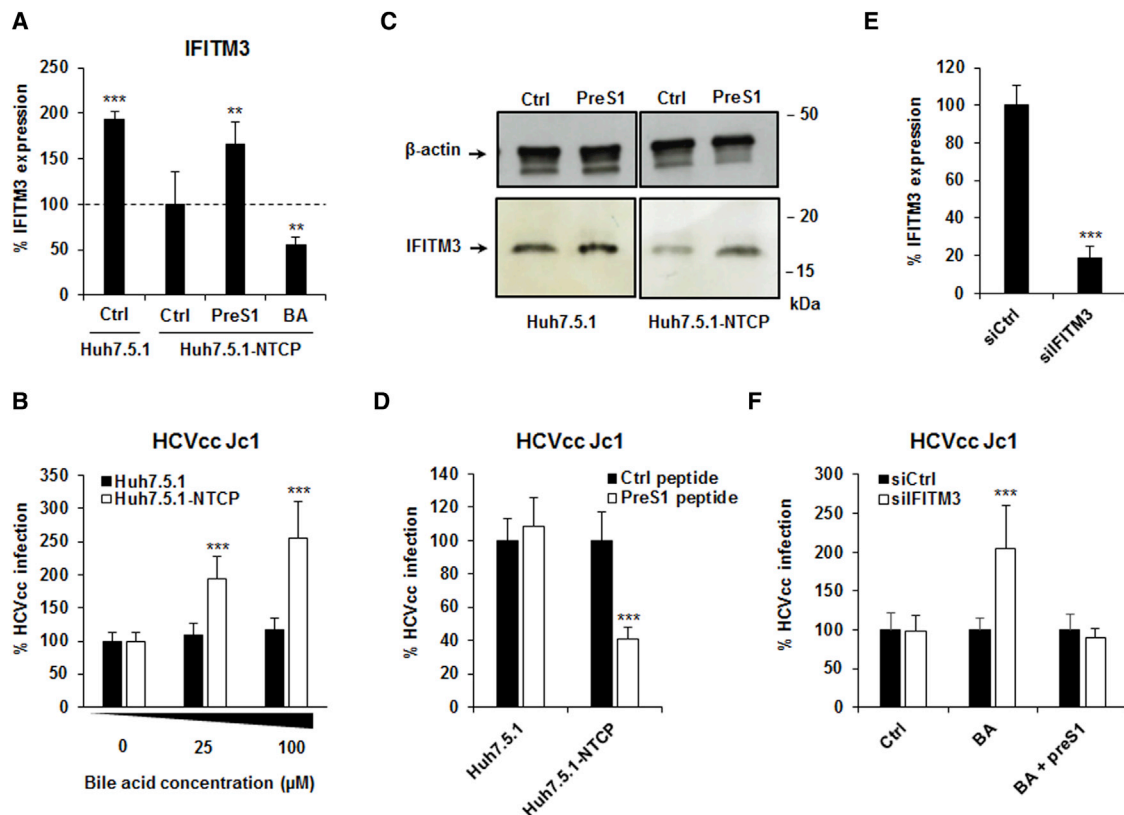 A
IFITM3
% IFITM3 expression
250
200
150
100
50
0
***
**
**
Ctrl
Ctrl PreS1 BA
Huh7.5.1
Huh7.5.1-NTCP
C
Ctrl PreS1 Ctrl PreS1
β-actin
IFITM3
– 50
– 20
– 15
kDa
Huh7.5.1 Huh7.5.1-NTCP
E
% IFITM3 expression
120
100
80
60
40
20
0
***
siCtrl
siIFITM3
B
HCVcc Jc1
% HCVcc infection
350
300
250
200
150
100
50
0
Huh7.5.1
Huh7.5.1-NTCP
***
***
0 25 100
Bile acid concentration (µM)
D
HCVcc Jc1
% HCVcc infection
140
120
100
80
60
40
20
0
Ctrl peptide
PreS1 peptide
***
Huh7.5.1
Huh7.5.1-NTCP
F
HCVcc Jc1
% HCVcc infection
300
250
200
150
100
50
0
siCtrl
siIFITM3
***
Ctrl
BA
BA + preS1